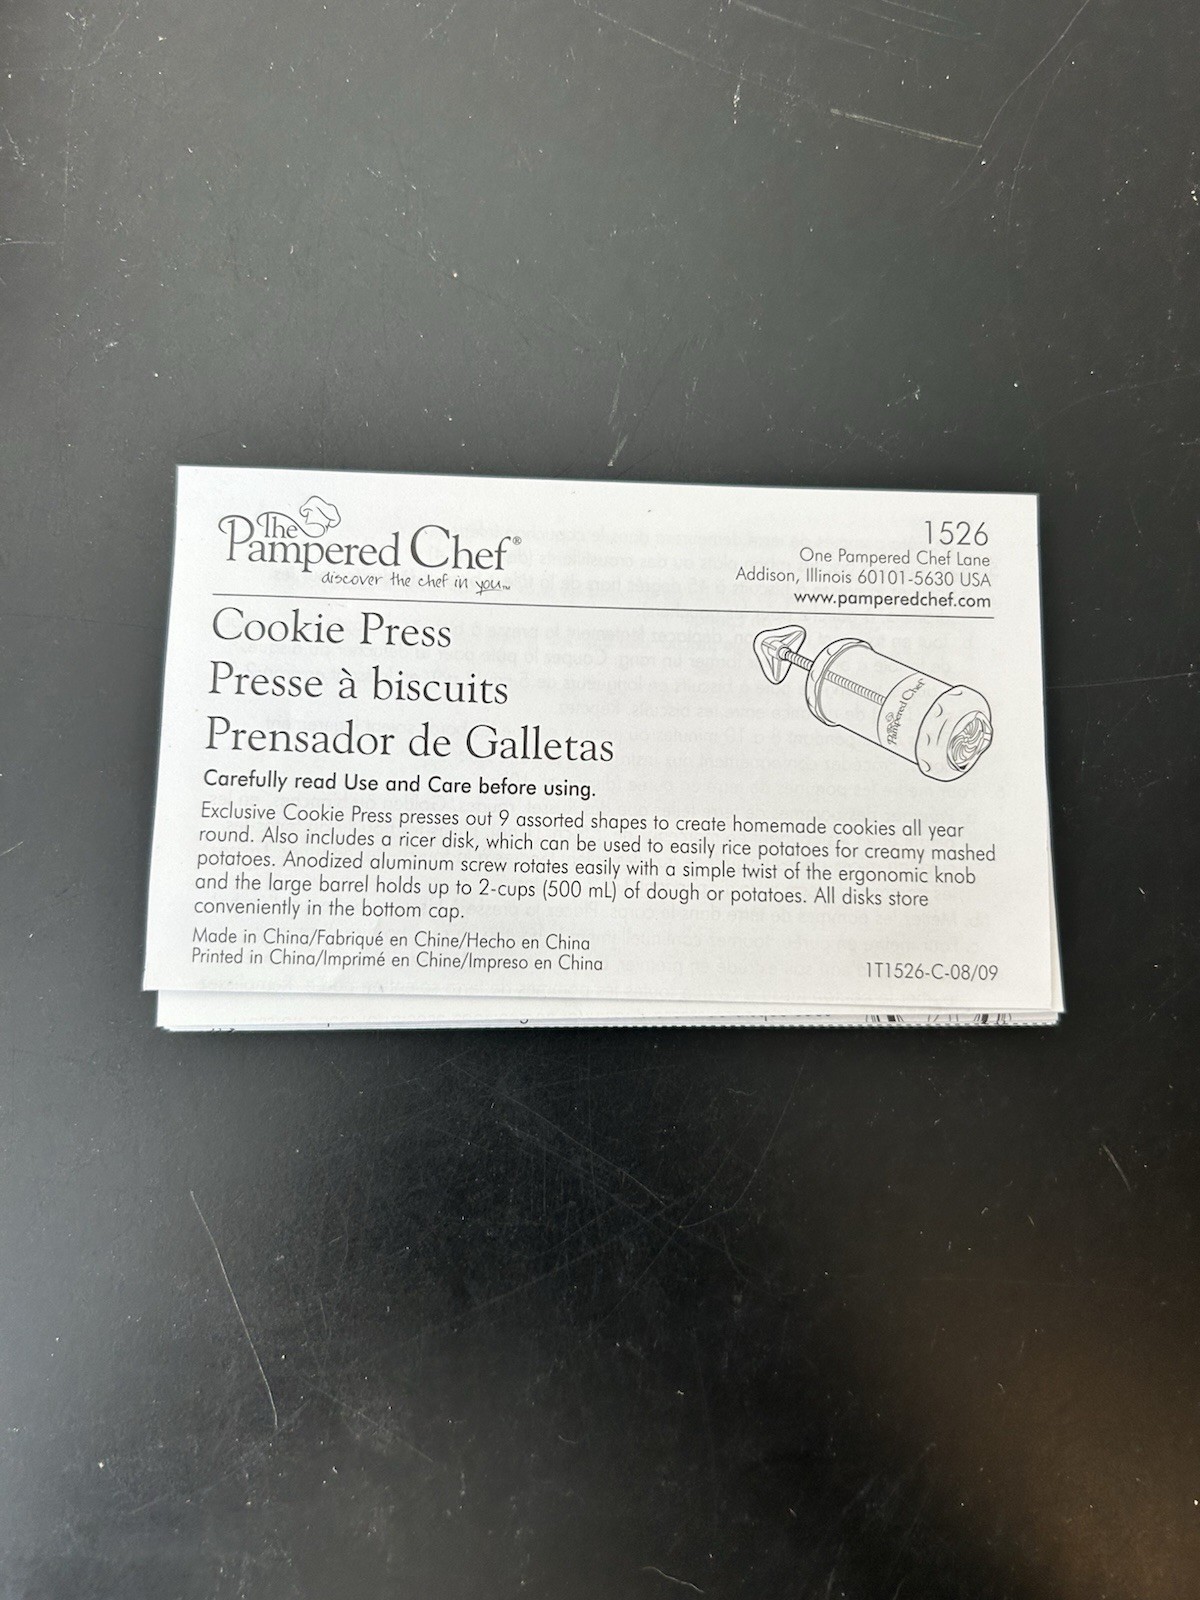 The
Pampered Chef®
discover the chef in you™
1526
One Pampered Chef Lane
Addison, Illinois 60101-5630 USA
www.pamperedchef.com
Cookie Press
Presse à biscuits
Prensador de Galletas
Pampered Chef
Carefully read Use and Care before using.
Exclusive Cookie Press presses out 9 assorted shapes to create homemade cookies all year
round. Also includes a ricer disk, which can be used to easily rice potatoes for creamy mashed
potatoes. Anodized aluminum screw rotates easily with a simple twist of the ergonomic knob
and the large barrel holds up to 2-cups (500 mL) of dough or potatoes. All disks store
conveniently in the bottom cap.
Made in China/Fabriqué en Chine/Hecho en China
Printed in China/Imprimé en Chine/Impreso en China
1T1526-C-08/09